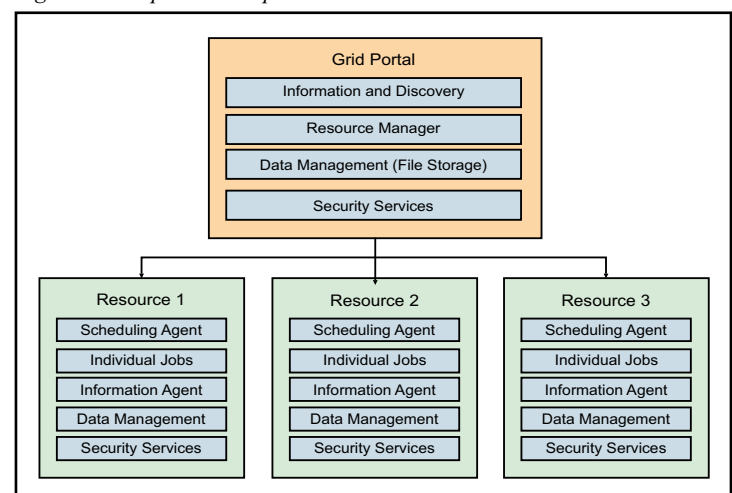 Grid Portal
Information and Discovery
Resource Manager
Data Management (File Storage)
Security Services
Resource 1
Scheduling Agent
Individual Jobs
Information Agent
Data Management
Security Services
Resource 2
Scheduling Agent
Individual Jobs
Information Agent
Data Management
Security Services
Resource 3
Scheduling Agent
Individual Jobs
Information Agent
Data Management
Security Services